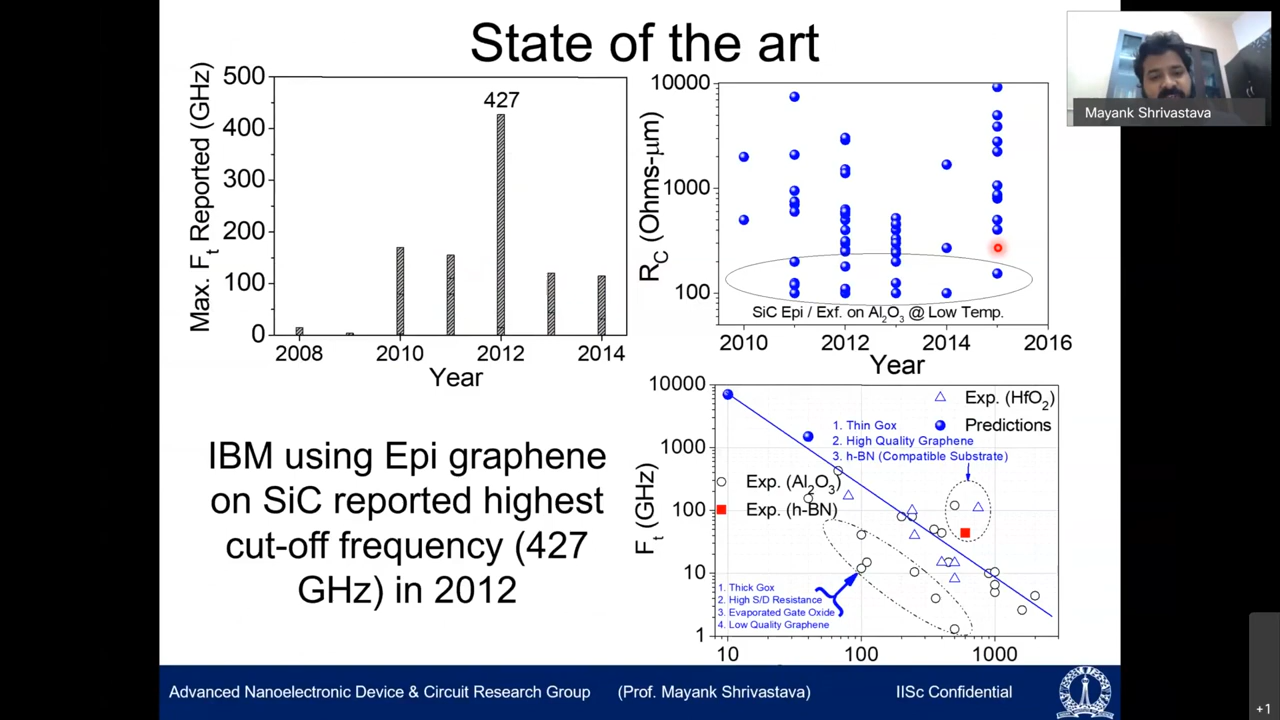 State of the art
Mayank Shrivastava
Max. Ft Reported (GHz)
500
400
300
200
100
0
427
2008 2010 2012 2014
Year
RC (Ohms-μm)
10000
1000
100
SiC Epi / Exf. on Al2O3 @ Low Temp.
2010 2012 2014 2016
Year
IBM using Epi graphene
on SiC reported highest
cut-off frequency (427
GHz) in 2012
Ft (GHz)
10000
1000
100
10
1
Exp. (HfO2)
Predictions
1. Thin Gox
2. High Quality Graphene
3. h-BN (Compatible Substrate)
Exp. (Al2O3)
Exp. (h-BN)
1. Thick Gox
2. High S/D Resistance
3. Evaporated Gate Oxide
4. Low Quality Graphene
10 100 1000
Advanced Nanoelectronic Device & Circuit Research Group (Prof. Mayank Shrivastava) IISc Confidential
+1